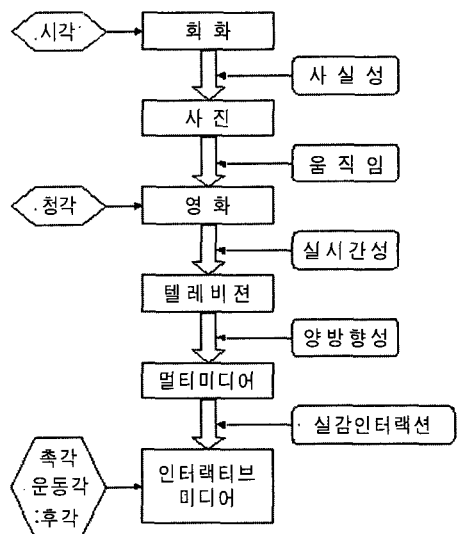 시각
회화
사실성
사진
움직임
청각
영화
실시간성
텔레비젼
양방향성
멀티미디어
실감인터랙션
촉각
운동각
:후각
인터랙티브
미디어